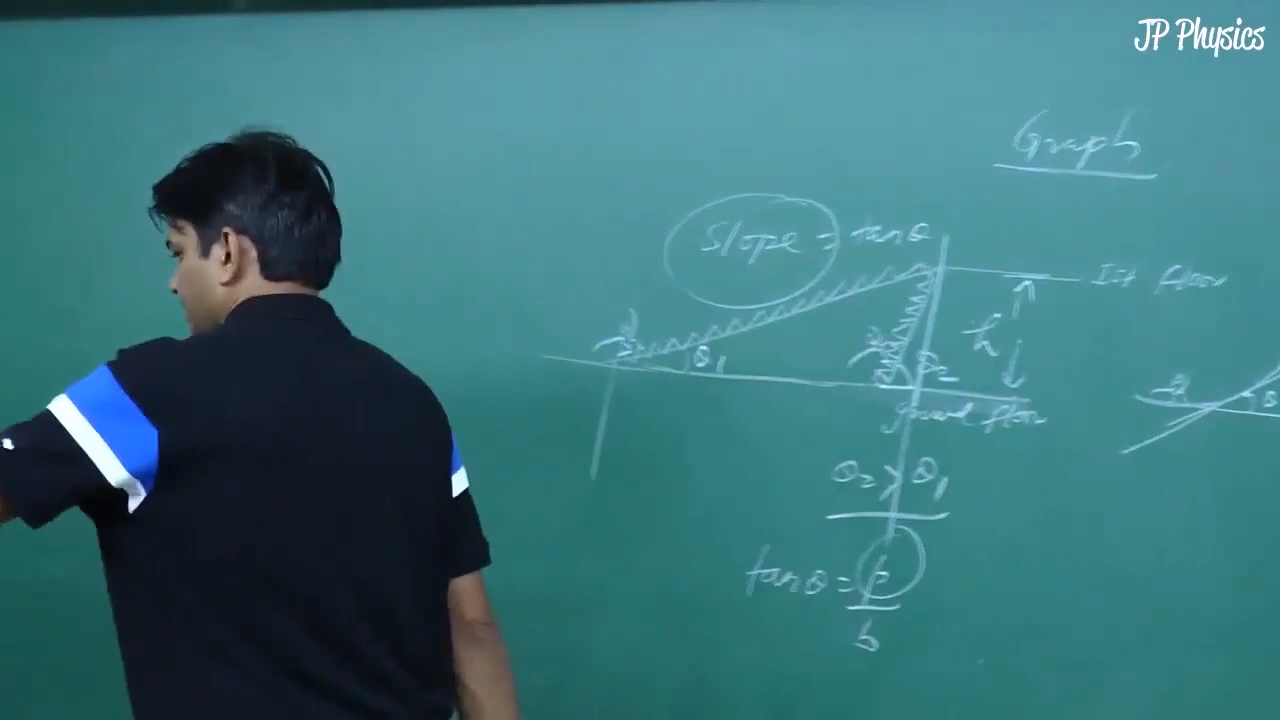 JP Physics
Graph
Slope = tanθ
Ist floor
h
θ1
θ2
ground floor
θ2 > θ1
tanθ = p
b